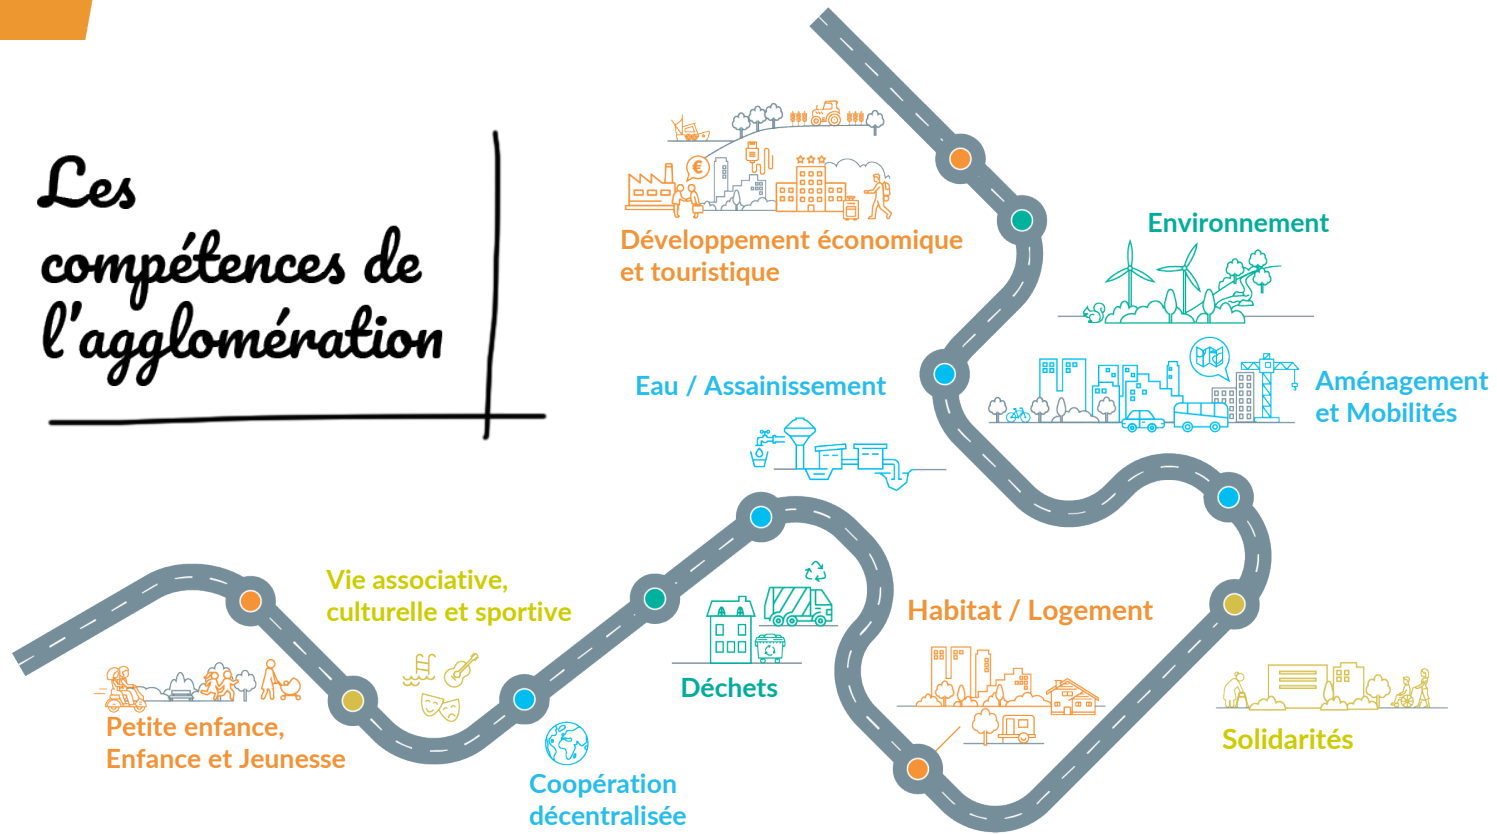 Les
compétences de
l'agglomération
€
Développement économique
et touristique
Environnement
Eau / Assainissement
Aménagement
et Mobilités
Vie associative,
culturelle et sportive
Habitat / Logement
Déchets
Petite enfance,
Enfance et Jeunesse
Solidarités
Coopération
décentralisée